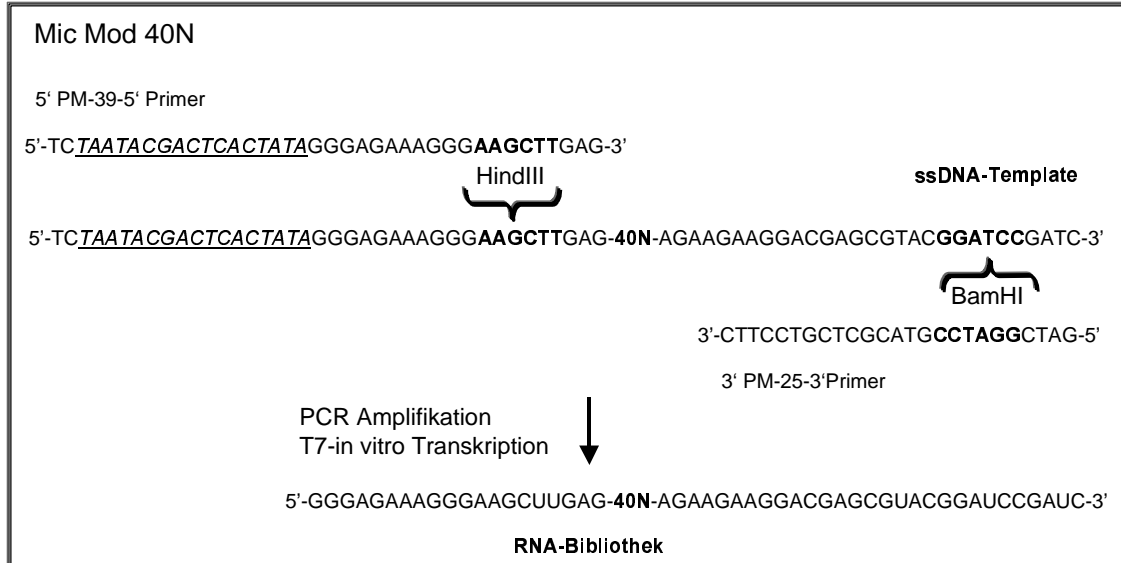 Mic Mod 40N
5‘ PM-39-5‘ Primer
5’-TCTAATACGACTCACTATAGGGAGAAAGGGAAGCTTGAG-3’
HindIII
ssDNA-Template
5’-TCTAATACGACTCACTATAGGGAGAAAGGGAAGCTTGAG-40N-AGAAGAAGGACGAGCGTACGGATCCGATC-3’
BamHI
3’-CTTCCTGCTCGCATGCCTAGGCTAG-5’
3‘ PM-25-3‘Primer
PCR Amplifikation
T7-in vitro Transkription
5’-GGGAGAAAGGGAAGCUUGAG-40N-AGAAGAAGGACGAGCGUACGGAUCCGAUC-3’
RNA-Bibliothek